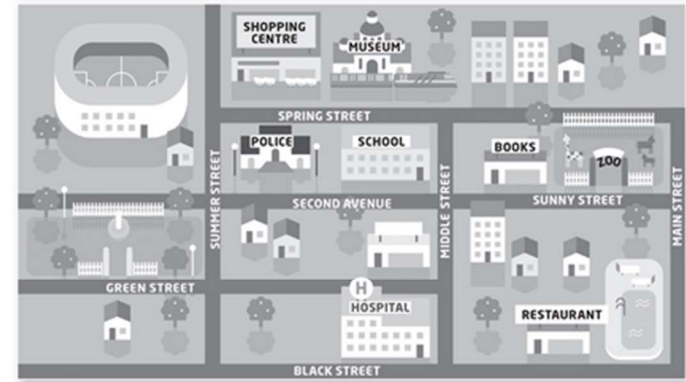 SHOPPING
CENTRE
MUSEUM
SPRING STREET
POLICE
SCHOOL
BOOKS
ZOO
SUMMER STREET
SECOND AVENUE
MIDDLE STREET
SUNNY STREET
MAIN STREET
GREEN STREET
H
HOSPITAL
RESTAURANT
BLACK STREET